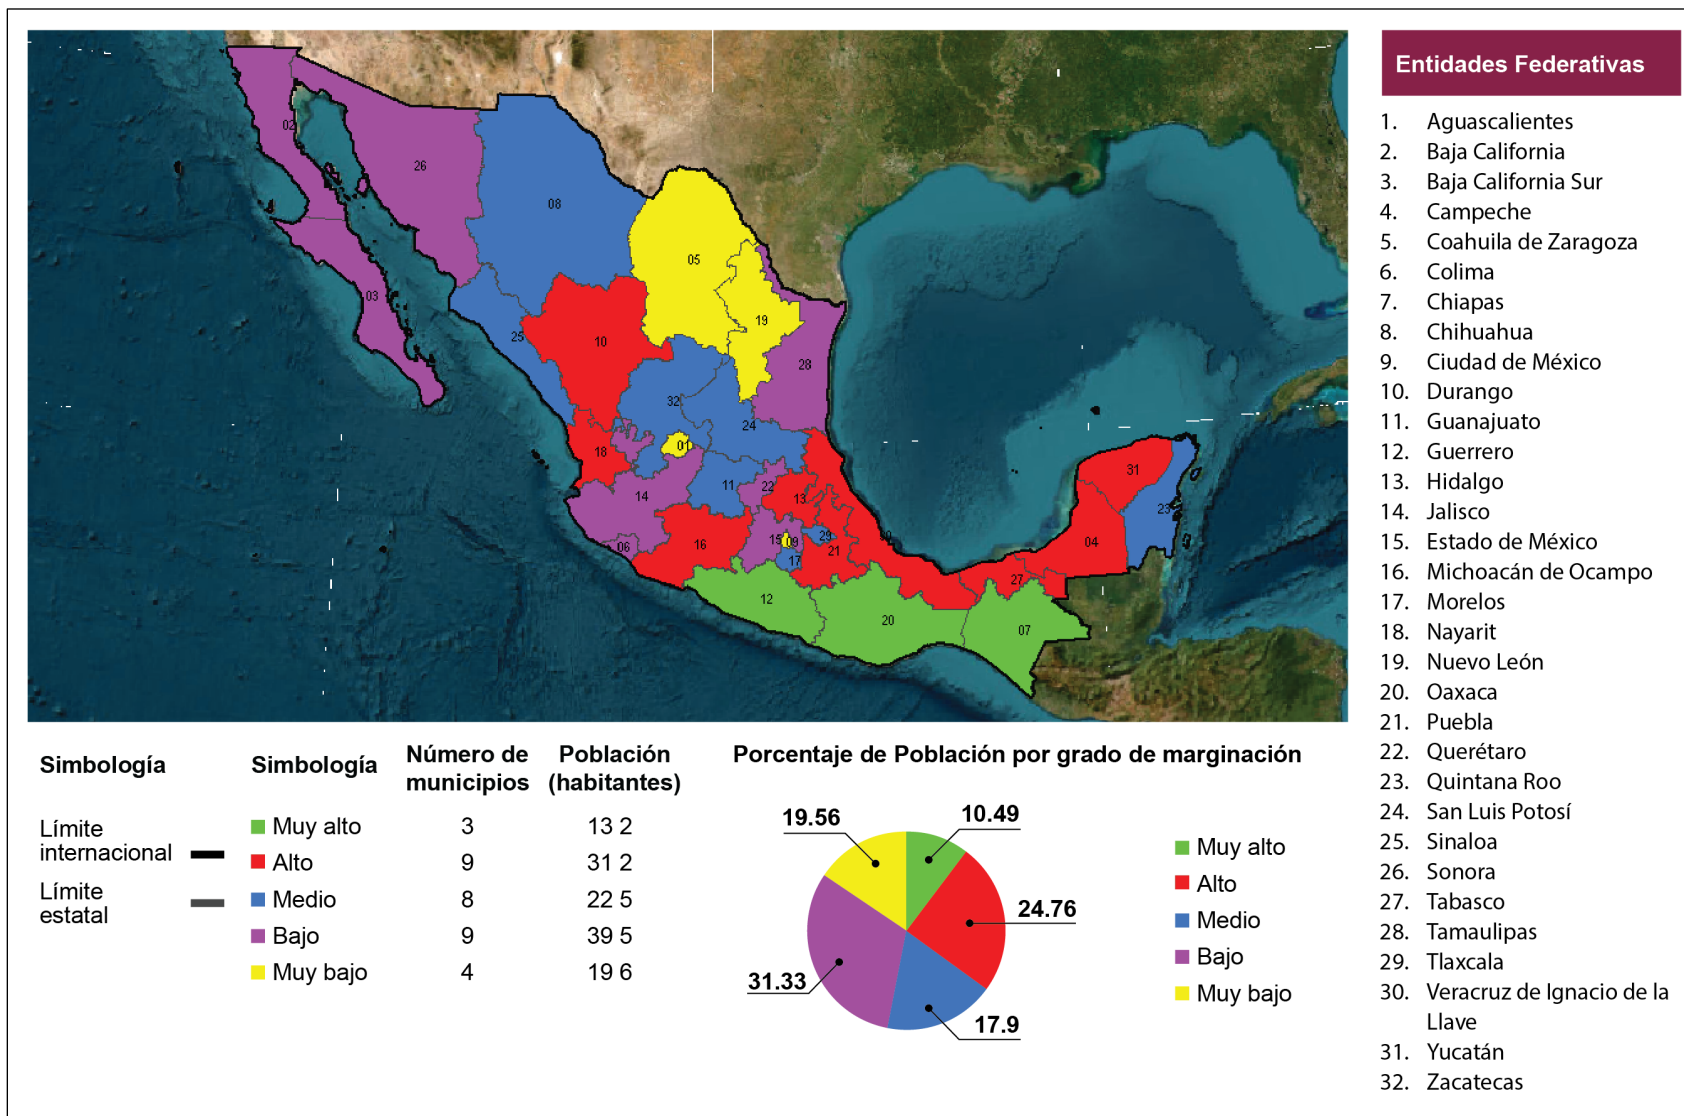 Entidades Federativas
1. Aguascalientes
2. Baja California
3. Baja California Sur
4. Campeche
5. Coahuila de Zaragoza
6. Colima
7. Chiapas
8. Chihuahua
9. Ciudad de México
10. Durango
11. Guanajuato
12. Guerrero
13. Hidalgo
14. Jalisco
15. Estado de México
16. Michoacán de Ocampo
17. Morelos
18. Nayarit
19. Nuevo León
20. Oaxaca
21. Puebla
22. Querétaro
23. Quintana Roo
24. San Luis Potosí
25. Sinaloa
26. Sonora
27. Tabasco
28. Tamaulipas
29. Tlaxcala
30. Veracruz de Ignacio de la
Llave
31. Yucatán
32. Zacatecas
02
26
08
05
03
19
25
10
28
32
24
01
18
31
11
22
14
13
23
15
09
29
30
06
16
21
04
17
27
12
20
07
Simbología
Límite
internacional
Límite
estatal
Simbología Número de municipios Población (habitantes)
Muy alto 3 13 2
Alto 9 31 2
Medio 8 22 5
Bajo 9 39 5
Muy bajo 4 19 6
Porcentaje de Población por grado de marginación
19.56
10.49
24.76
31.33
17.9
Muy alto
Alto
Medio
Bajo
Muy bajo